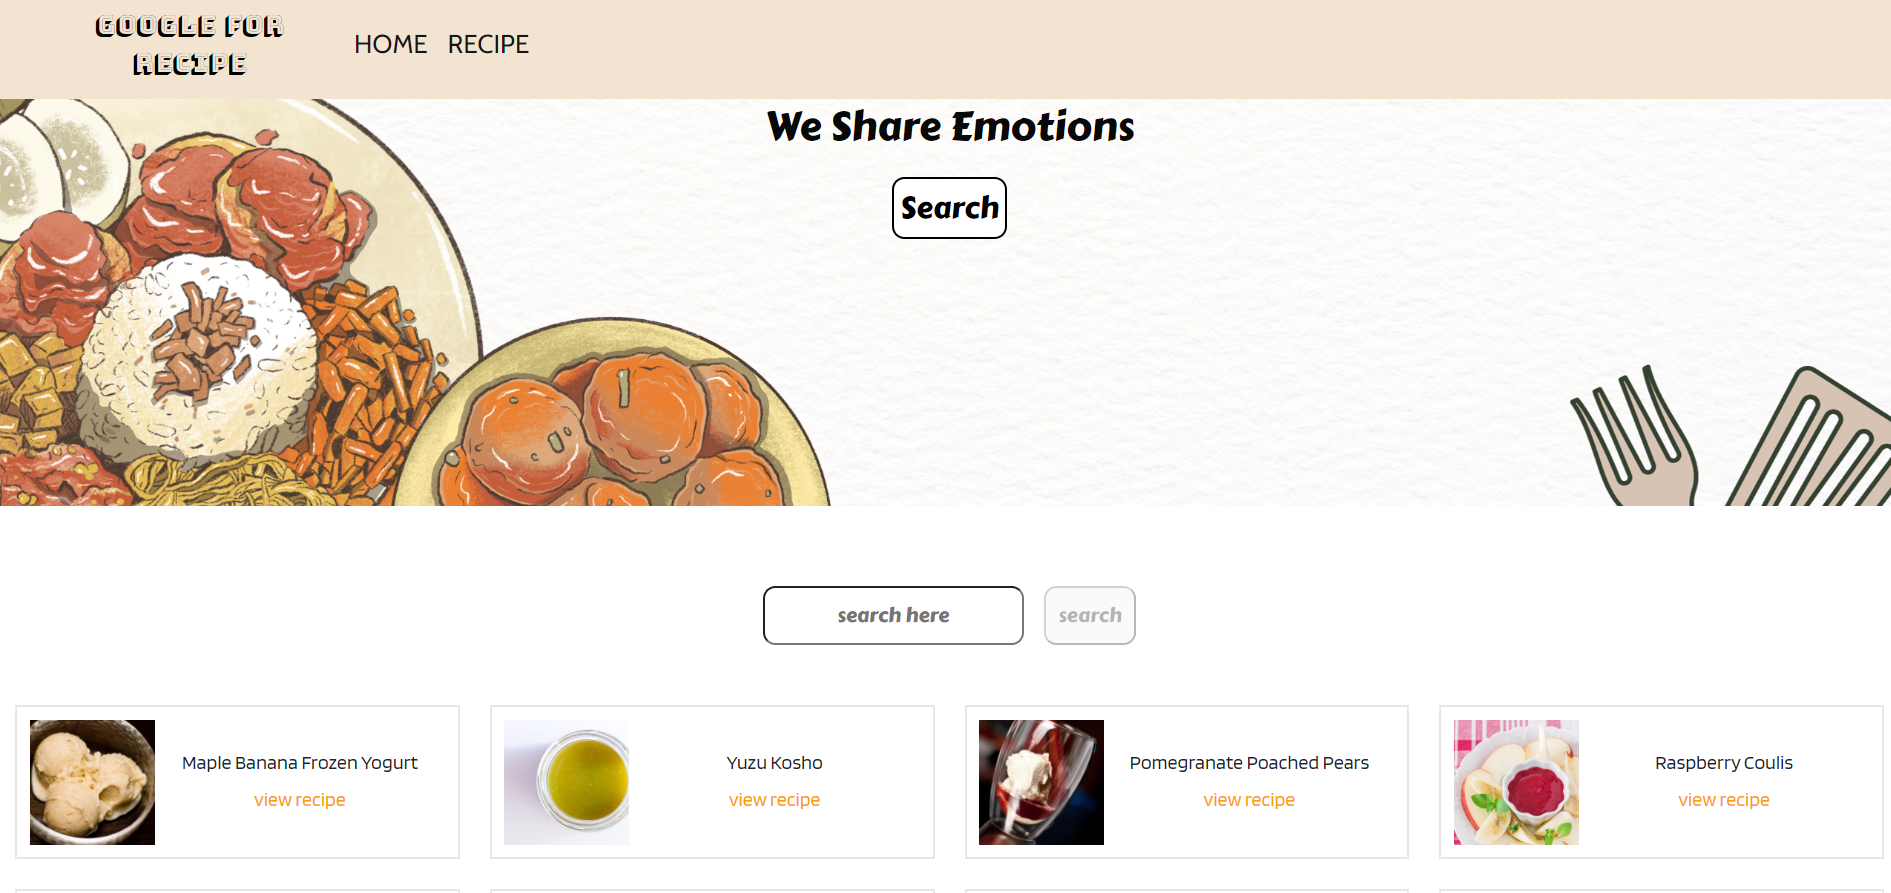 GOOGLE FOR
RECIPE
HOME RECIPE
We Share Emotions
Search
search here
search
Maple Banana Frozen Yogurt
view recipe
Yuzu Kosho
view recipe
Pomegranate Poached Pears
view recipe
Raspberry Coulis
view recipe